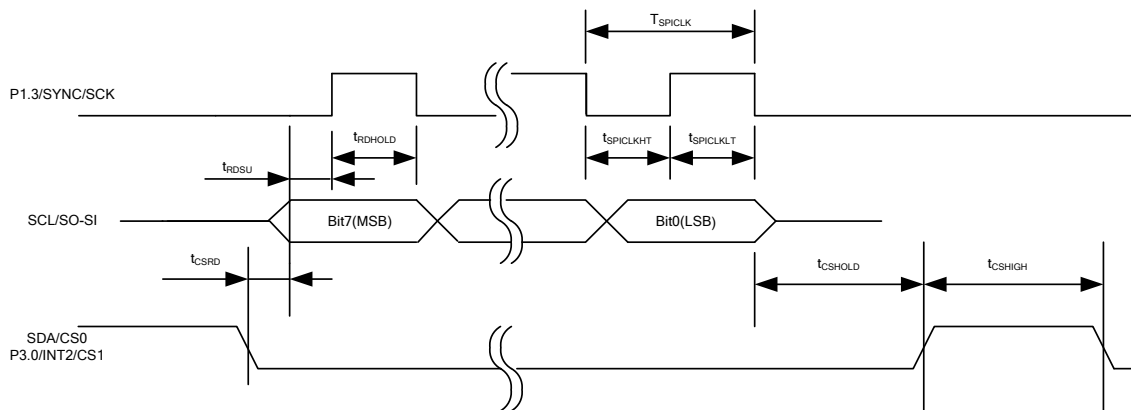 TSPICLK
P1.3/SYNC/SCK
tRDHOLD
tSPICLKHT
tSPICLKLT
tRDSU
SCL/SO-SI
Bit7(MSB)
Bit0(LSB)
tCSRD
tCSHOLD
tCSHIGH
SDA/CS0
P3.0/INT2/CS1